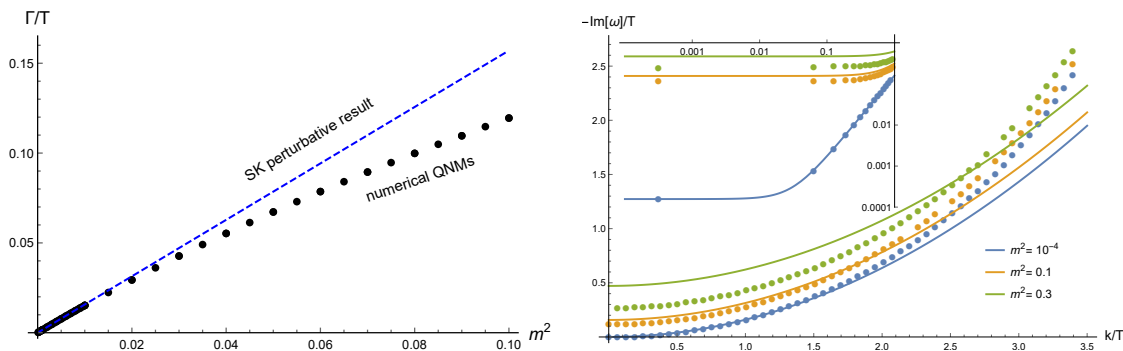 Γ/T
0.15
0.10
0.05
SK perturbative result
numerical QNMs
0.02 0.04 0.06 0.08 0.10 m²
-Im[ω]/T
2.5
2.0
1.5
1.0
0.5
0.001 0.01 0.1
0.01
0.001
0.0001
m² = 10⁻⁴
m² = 0.1
m² = 0.3
0.5 1.0 1.5 2.0 2.5 3.0 3.5 k/T